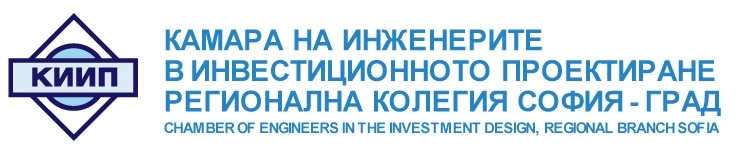 КИИП
КАМАРА НА ИНЖЕНЕРИТЕ
В ИНВЕСТИЦИОННОТО ПРОЕКТИРАНЕ
РЕГИОНАЛНА КОЛЕГИЯ СОФИЯ - ГРАД
CHAMBER OF ENGINEERS IN THE INVESTMENT DESIGN, REGIONAL BRANCH SOFIA